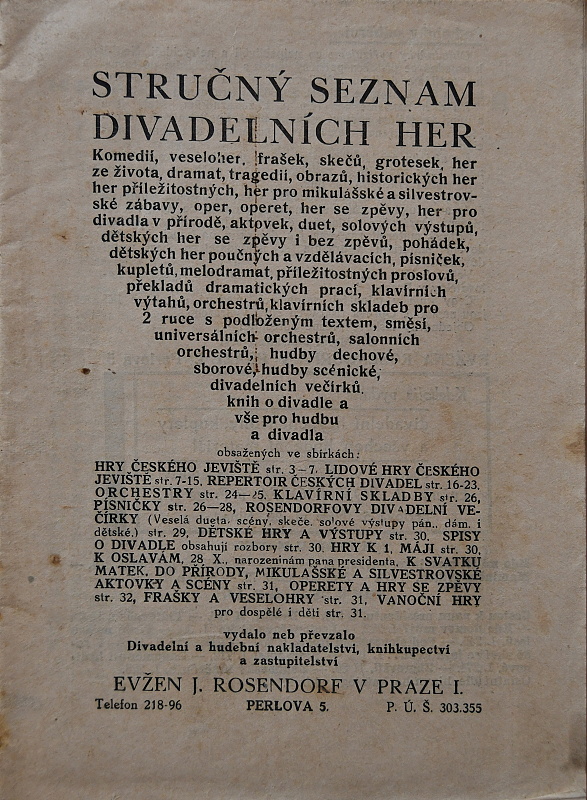 STRUČNÝ SEZNAM
DIVADELNÍCH HER
Komedií, veseloher, frašek, skečů, grotesek, her
ze života, dramat, tragedií, obrazů, historických her
her příležitostných, her pro mikulášské a silvestrov-
ské zábavy, oper, operet, her se zpěvy, her pro
divadla v přírodě, aktovek, duet, solových výstupů,
dětských her se zpěvy i bez zpěvů, pohádek,
dětských her poučných a vzdělávacích, písniček,
kupletů, melodramat, příležitostných proslovů,
překladů dramatických prací, klavírních
výtahů, orchestrů, klavírních skladeb pro
2 ruce s podloženým textem, směsí,
universálních orchestrů, salonních
orchestrů, hudby dechové,
sborové, hudby scénické,
divadelních večírků.
knih o divadle a
vše pro hudbu
a divadla
obsažených ve sbírkách:
HRY ČESKÉHO JEVIŠTĚ str. 3—7. LIDOVÉ HRY ČESKÉHO
JEVIŠTĚ str. 7-15, REPERTOIR ČESKÝCH DIVADEL str. 16-23.
ORCHESTRY str. 24—25. KLAVÍRNÍ SKLADBY str. 26,
PÍSNIČKY str. 26—28, ROSENDORFOVY DIVADELNÍ VE-
ČÍRKY (Veselá dueta, scény, skeče, solové výstupy pán., dám. i
dětské.) str. 29, DĚTSKÉ HRY A VÝSTUPY str. 30. SPISY
O DIVADLE obsahují rozbory str. 30. HRY K 1. MÁJI str. 30.
K OSLAVÁM, 28. X., narozeninám pana presidenta, K SVATKU
MATEK, DO PŘÍRODY, MIKULÁŠSKÉ A SILVESTROVSKÉ
AKTOVKY A SCÉNY str. 31, OPERETY A HRY SE ZPĚVY
str. 32, FRAŠKY A VESELOHRY str. 31, VANOČNÍ HRY
pro dospělé i děti str. 31.
vydalo neb převzalo
Divadelní a hudební nakladatelství, knihkupectví
a zastupitelství
EVŽEN J. ROSENDORF V PRAZE I.
Telefon 218-96 PERLOVA 5. P. Ú. Š. 303.355